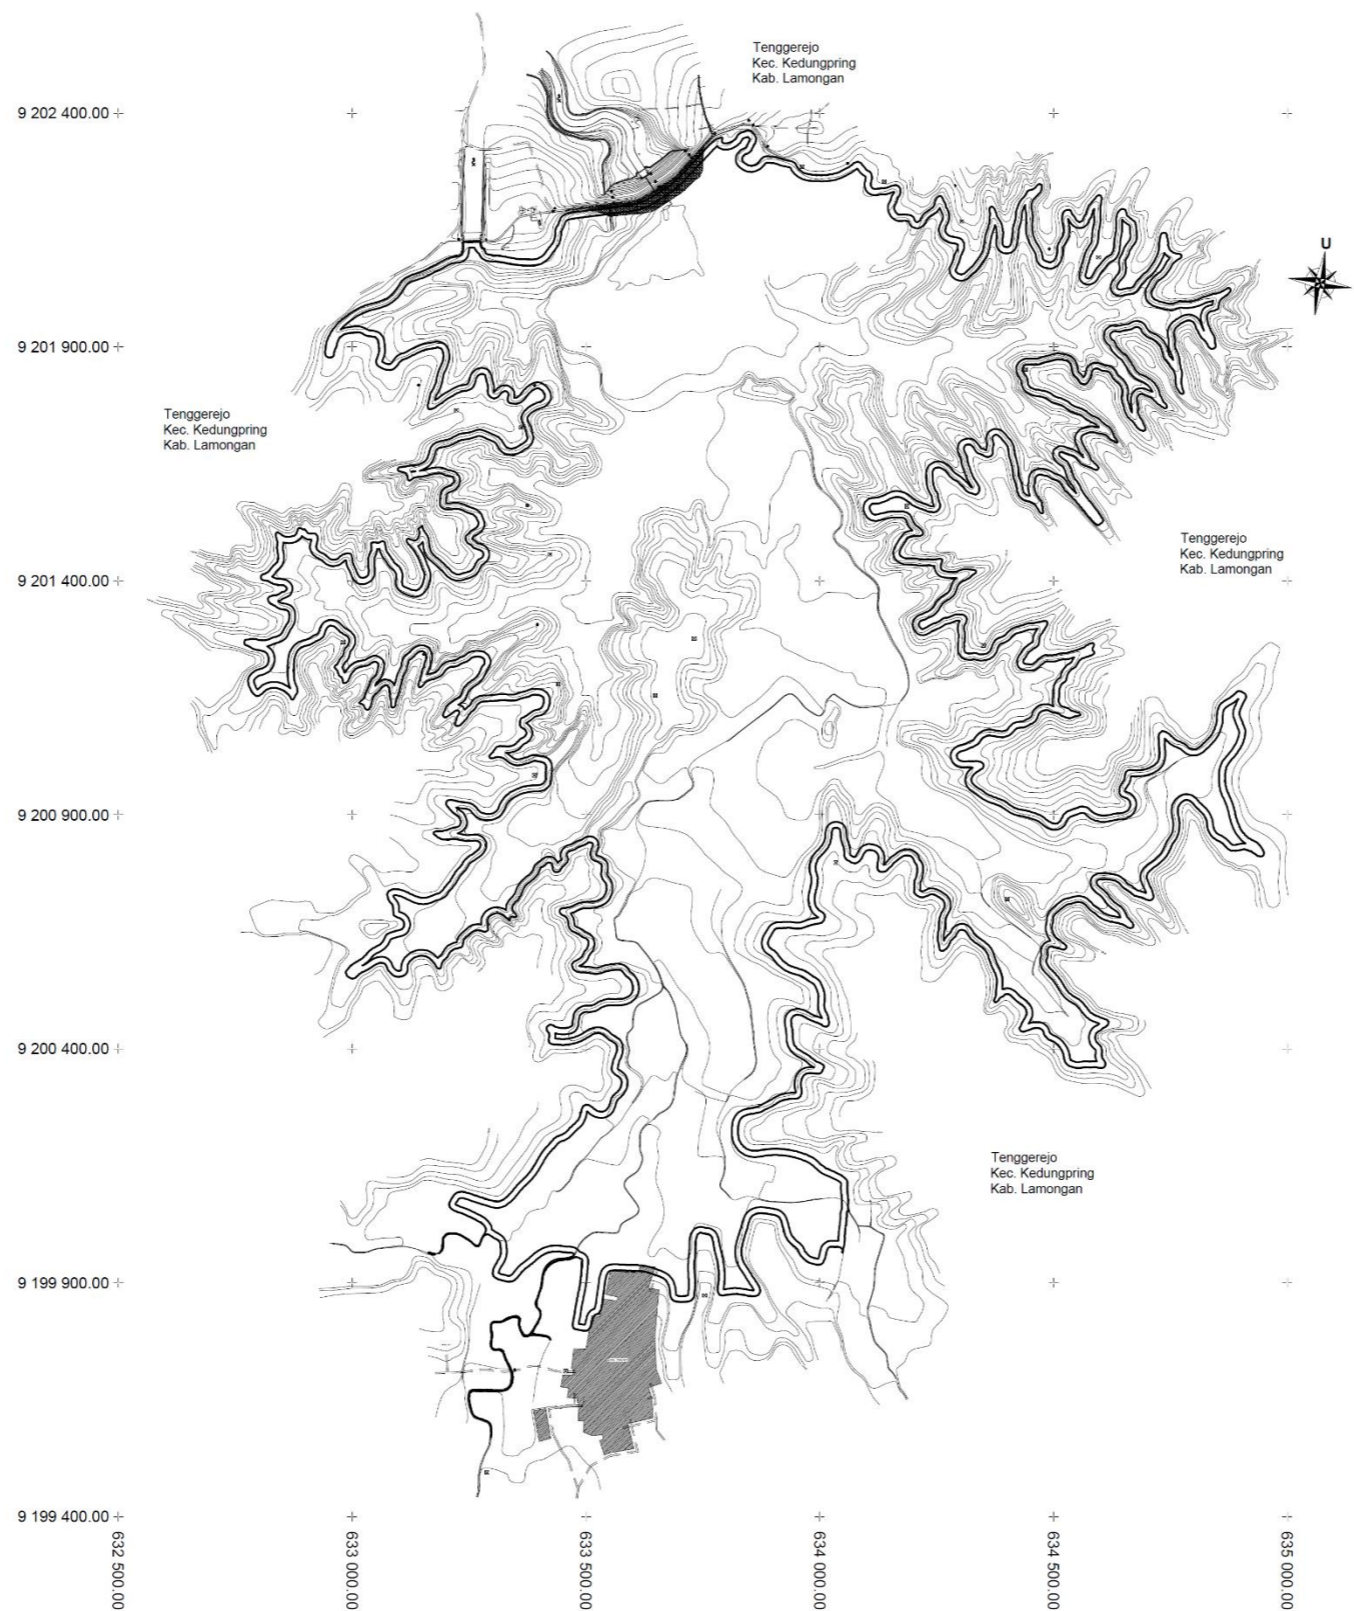 Tenggerejo
Kec. Kedungpring
Kab. Lamongan
9 202 400.00
U
9 201 900.00
Tenggerejo
Kec. Kedungpring
Kab. Lamongan
Tenggerejo
Kec. Kedungpring
Kab. Lamongan
9 201 400.00
9 200 900.00
9 200 400.00
Tenggerejo
Kec. Kedungpring
Kab. Lamongan
9 199 900.00
9 199 400.00
632 500.00
633 000.00
633 500.00
634 000.00
634 500.00
635 000.00